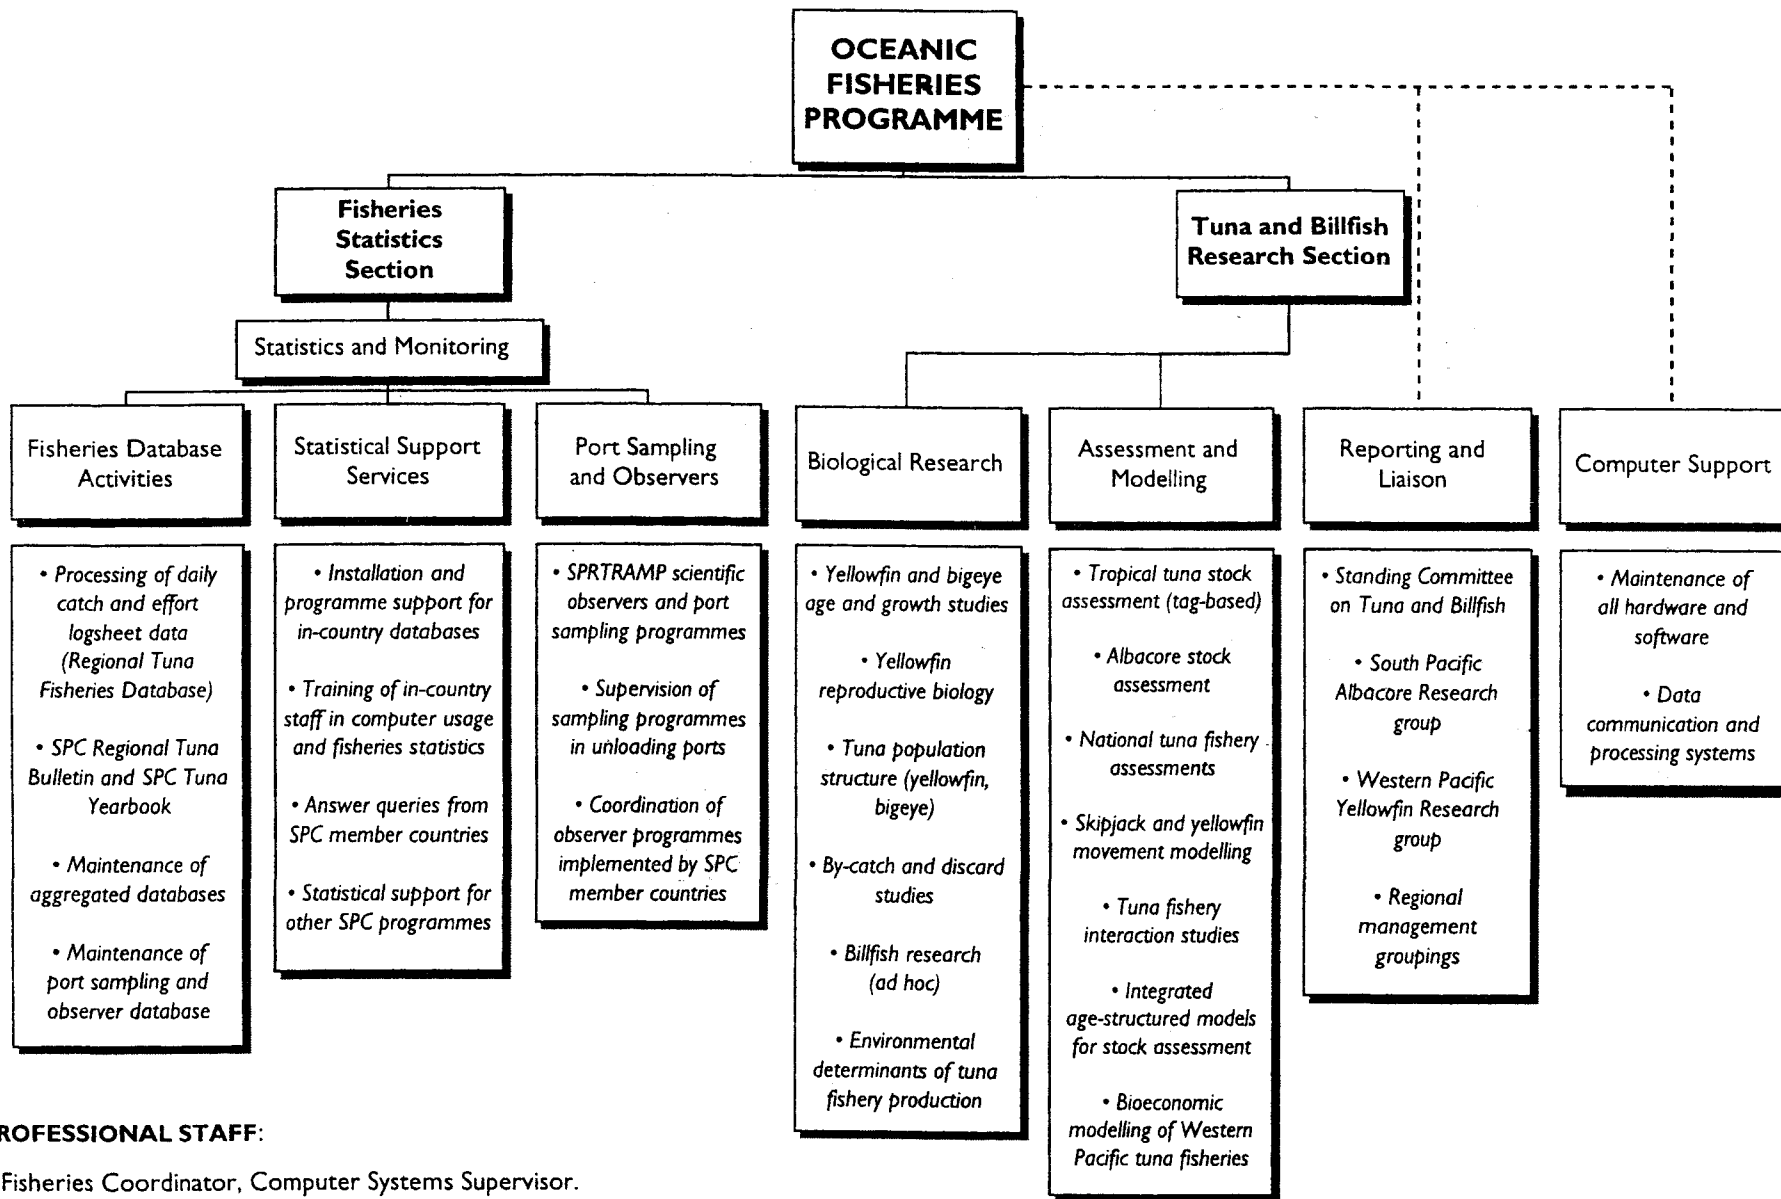 OCEANIC
FISHERIES
PROGRAMME
Fisheries
Statistics
Section
Tuna and Billfish
Research Section
Statistics and Monitoring
Fisheries Database
Activities
Statistical Support
Services
Port Sampling
and Observers
Biological Research
Assessment and
Modelling
Reporting and
Liaison
Computer Support
• Processing of daily
catch and effort
logsheet data
(Regional Tuna
Fisheries Database)
• SPC Regional Tuna
Bulletin and SPC Tuna
Yearbook
• Maintenance of
aggregated databases
• Maintenance of
port sampling and
observer database
• Installation and
programme support for
in-country databases
• Training of in-country
staff in computer usage
and fisheries statistics
• Answer queries from
SPC member countries
• Statistical support for
other SPC programmes
• SPRTRAMP scientific
observers and port
sampling programmes
• Supervision of
sampling programmes
in unloading ports
• Coordination of
observer programmes
implemented by SPC
member countries
• Yellowfin and bigeye
age and growth studies
• Yellowfin
reproductive biology
• Tuna population
structure (yellowfin,
bigeye)
• By-catch and discard
studies
• Billfish research
(ad hoc)
• Environmental
determinants of tuna
fishery production
• Tropical tuna stock
assessment (tag-based)
• Albacore stock
assessment
• National tuna fishery
assessments
• Skipjack and yellowfin
movement modelling
• Tuna fishery
interaction studies
• Integrated
age-structured models
for stock assessment
• Bioeconomic
modelling of Western
Pacific tuna fisheries
• Standing Committee
on Tuna and Billfish
• South Pacific
Albacore Research
group
• Western Pacific
Yellowfin Research
group
• Regional
management
groupings
• Maintenance of
all hardware and
software
• Data
communication and
processing systems
ROFESSIONAL STAFF:
Fisheries Coordinator, Computer Systems Supervisor.